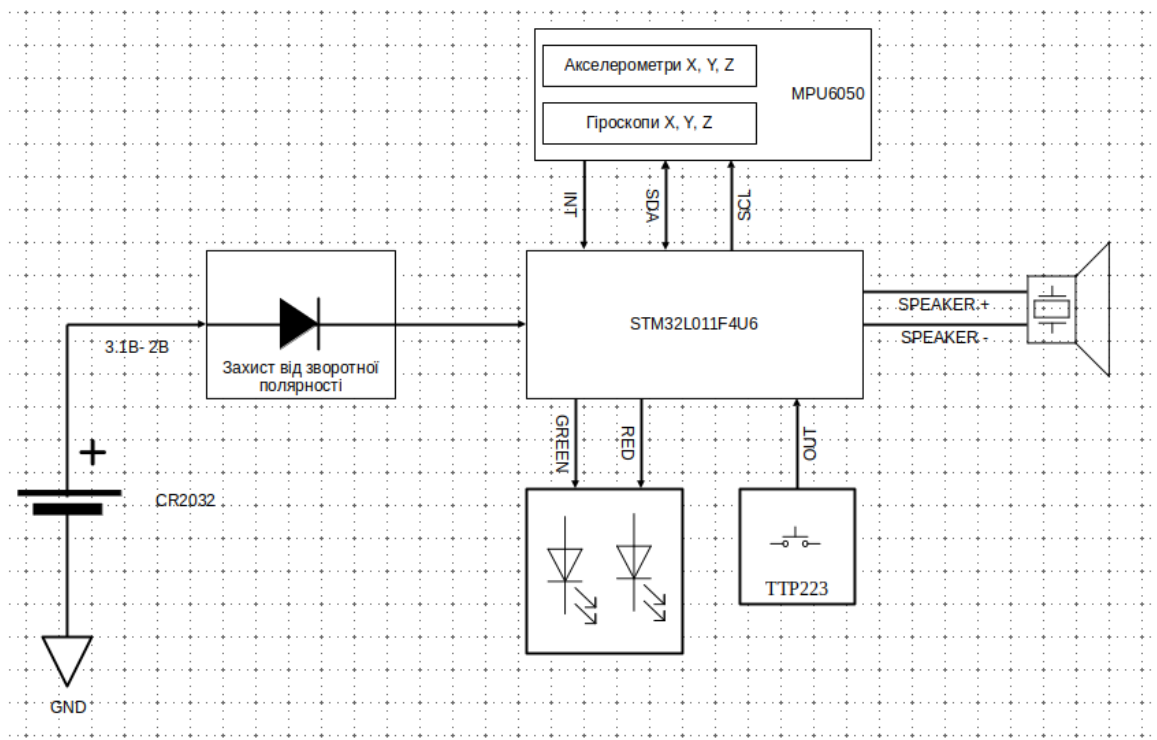 Акселерометри X, Y, Z
MPU6050
Гіроскопи X, Y, Z
INT
SDA
SCL
STM32L011F4U6
SPEAKER +
SPEAKER -
3.1В- 2В
Захист від зворотної
полярності
GREEN
RED
OUT
+
CR2032
TTP223
GND